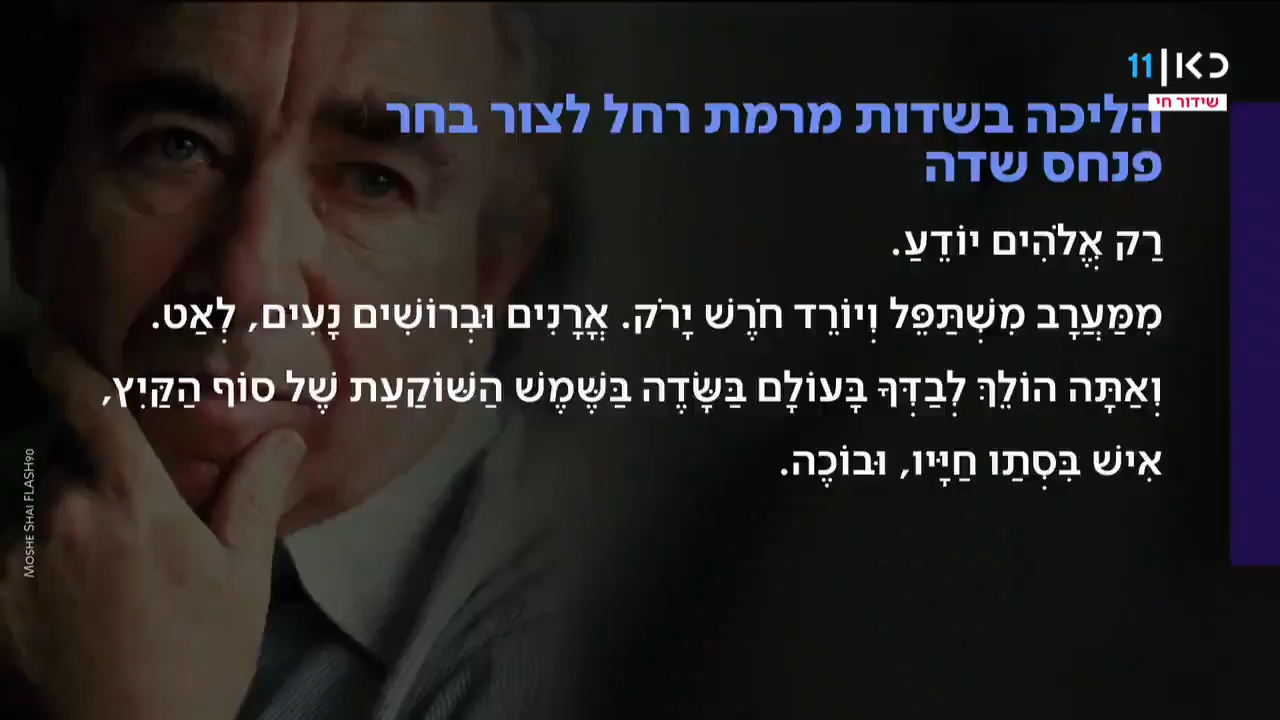 כאן 11
שידור חי
הליכה בשדות מרמת רחל לצור בחר
פנחס שדה
רַק אֱלֹהִים יוֹדֵעַ.
מִמַּעֲרָב מִשְׁתַּפֵּל וְיוֹרֵד חֹרֶשׁ יָרֹק. אֳרָנִים וּבְרוֹשִׁים נָעִים, לְאַט.
וְאַתָּה הוֹלֵךְ לְבַדְּךָ בָּעוֹלָם בַּשָּׂדֶה בַּשֶּׁמֶשׁ הַשּׁוֹקַעַת שֶׁל סוֹף הַקַּיִץ,
אִישׁ בִּסְתַו חַיָּיו, וּבוֹכֶה.
MOSHE SHAI FLASH90